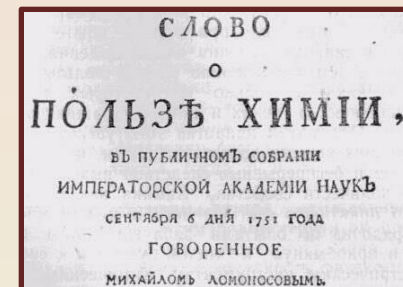 СЛОВО
О
ПОЛЬЗѢ ХИМІИ,
ВЪ ПУБЛИЧНОМЪ СОБРАНІИ
ИМПЕРАТОРСКОЙ АКАДЕМІИ НАУКЪ
СЕНТЯБРЯ 6 ДНЯ 1751 ГОДА
ГОВОРЕННОЕ
МИХАЙЛОМЪ ЛОМОНОСОВЫМЪ.